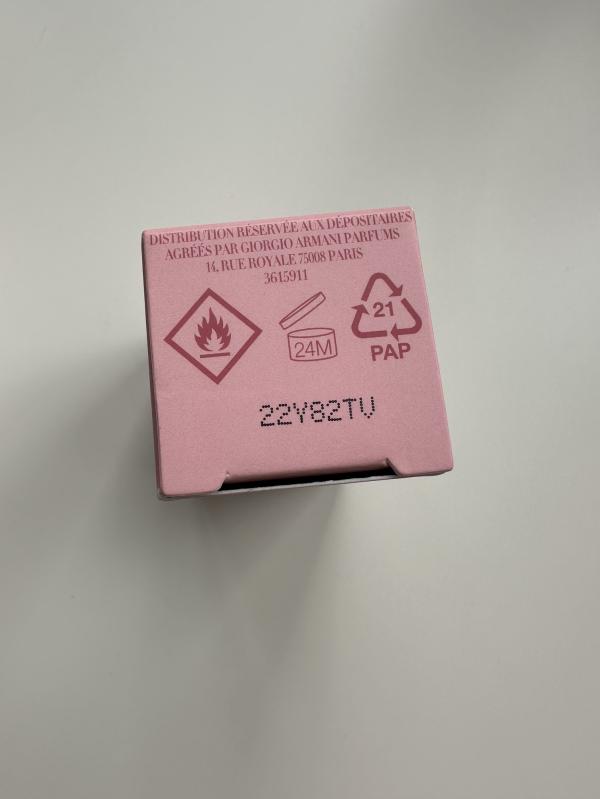 DISTRIBUTION RÉSERVÉE AUX DÉPOSITAIRES
AGRÉÉS PAR GIORGIO ARMANI PARFUMS
14, RUE ROYALE 75008 PARIS
3615911
24M
21
PAP
22Y82TV